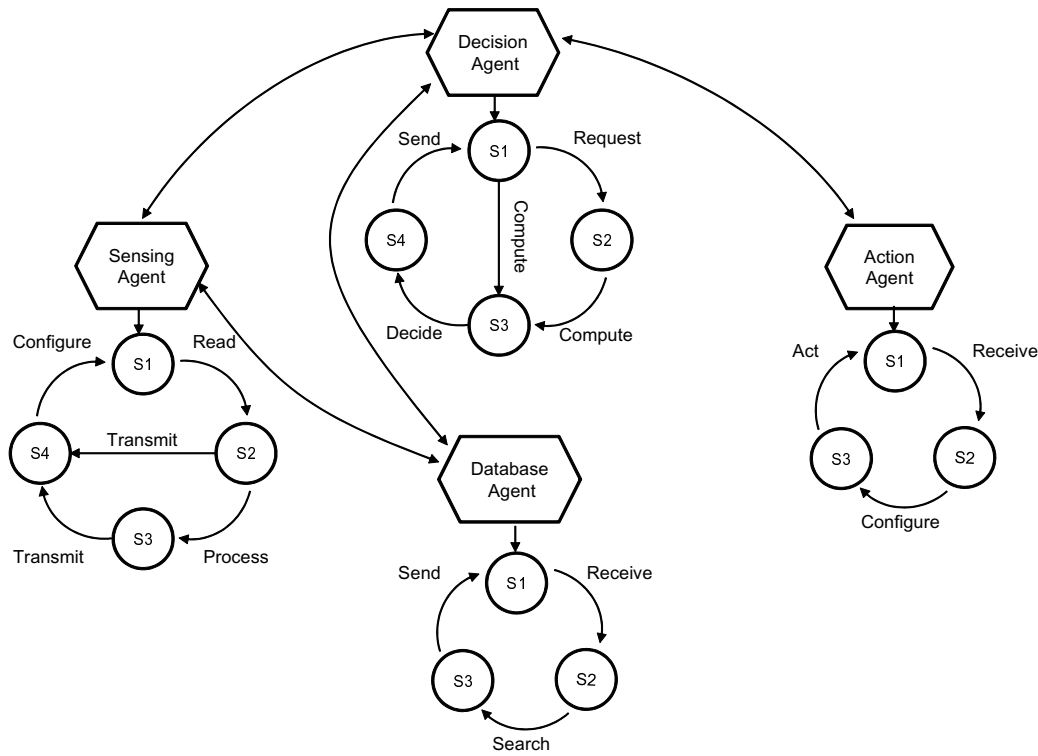 Decision
Agent
Send
S1
Request
Compute
S4
S2
Decide
S3
Compute
Sensing
Agent
Configure
S1
Read
S4
Transmit
S2
Transmit
S3
Process
Action
Agent
Act
S1
Receive
S3
S2
Configure
Database
Agent
Send
S1
Receive
S3
S2
Search